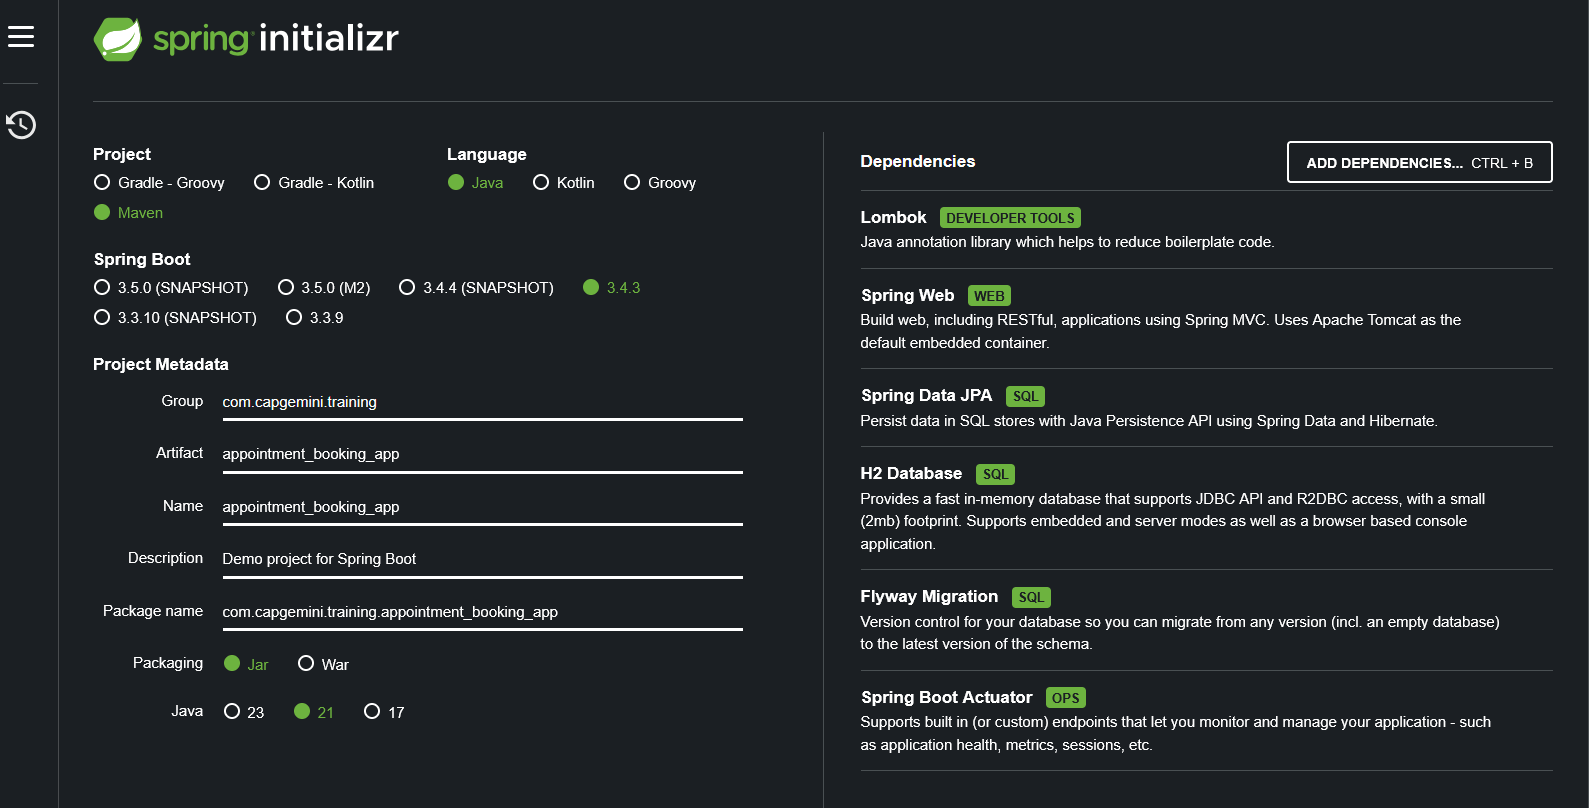 spring initializr
Project
Gradle - Groovy Gradle - Kotlin
Maven
Language
Java Kotlin Groovy
Spring Boot
3.5.0 (SNAPSHOT) 3.5.0 (M2) 3.4.4 (SNAPSHOT) 3.4.3
3.3.10 (SNAPSHOT) 3.3.9
Project Metadata
Group com.capgemini.training
Artifact appointment_booking_app
Name appointment_booking_app
Description Demo project for Spring Boot
Package name com.capgemini.training.appointment_booking_app
Packaging Jar War
Java 23 21 17
Dependencies ADD DEPENDENCIES... CTRL + B
Lombok DEVELOPER TOOLS
Java annotation library which helps to reduce boilerplate code.
Spring Web WEB
Build web, including RESTful, applications using Spring MVC. Uses Apache Tomcat as the
default embedded container.
Spring Data JPA SQL
Persist data in SQL stores with Java Persistence API using Spring Data and Hibernate.
H2 Database SQL
Provides a fast in-memory database that supports JDBC API and R2DBC access, with a small
(2mb) footprint. Supports embedded and server modes as well as a browser based console
application.
Flyway Migration SQL
Version control for your database so you can migrate from any version (incl. an empty database)
to the latest version of the schema.
Spring Boot Actuator OPS
Supports built in (or custom) endpoints that let you monitor and manage your application - such
as application health, metrics, sessions, etc.